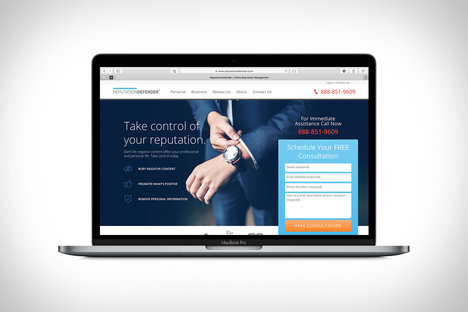 www.reputationdefender.com
ReputationDefender | Online Reputation Management
Log In | Contact Us
REPUTATIONDEFENDER
Personal Business Resources About Contact Us
888-851-9609
Take control of
your reputation.
Don't let negative content affect your professional
and personal life. Take control today.
BURY NEGATIVE CONTENT
PROMOTE WHAT'S POSITIVE
REMOVE PERSONAL INFORMATION
For Immediate
Assistance Call Now
888-851-9609
Schedule Your FREE
Consultation
Name (required)
Email Address (required)
Phone Number (required)
Give us a brief description of your situation
(required)
FREE CONSULTATION
MacBook Pro